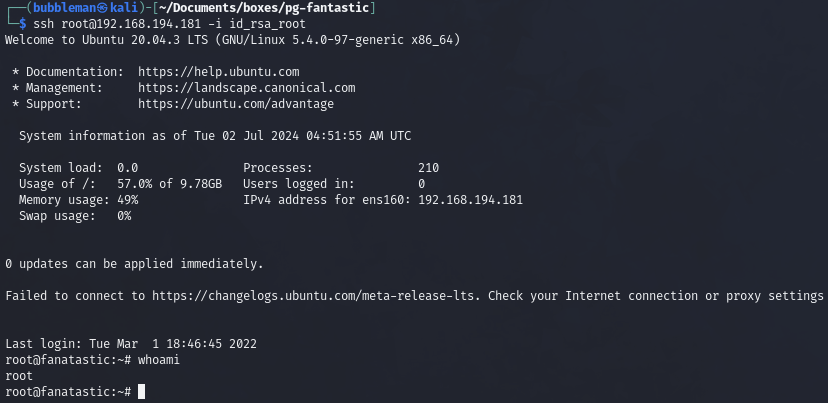 ┌──(bubbleman㉿kali)-[~/Documents/boxes/pg-fantastic]
└─$ ssh root@192.168.194.181 -i id_rsa_root
Welcome to Ubuntu 20.04.3 LTS (GNU/Linux 5.4.0-97-generic x86_64)

 * Documentation:  https://help.ubuntu.com
 * Management:     https://landscape.canonical.com
 * Support:        https://ubuntu.com/advantage

  System information as of Tue 02 Jul 2024 04:51:55 AM UTC

  System load:  0.0               Processes:               210
  Usage of /:   57.0% of 9.78GB   Users logged in:         0
  Memory usage: 49%               IPv4 address for ens160: 192.168.194.181
  Swap usage:   0%

0 updates can be applied immediately.

Failed to connect to https://changelogs.ubuntu.com/meta-release-lts. Check your Internet connection or proxy settings

Last login: Tue Mar  1 18:46:45 2022
root@fanatastic:~# whoami
root
root@fanatastic:~#